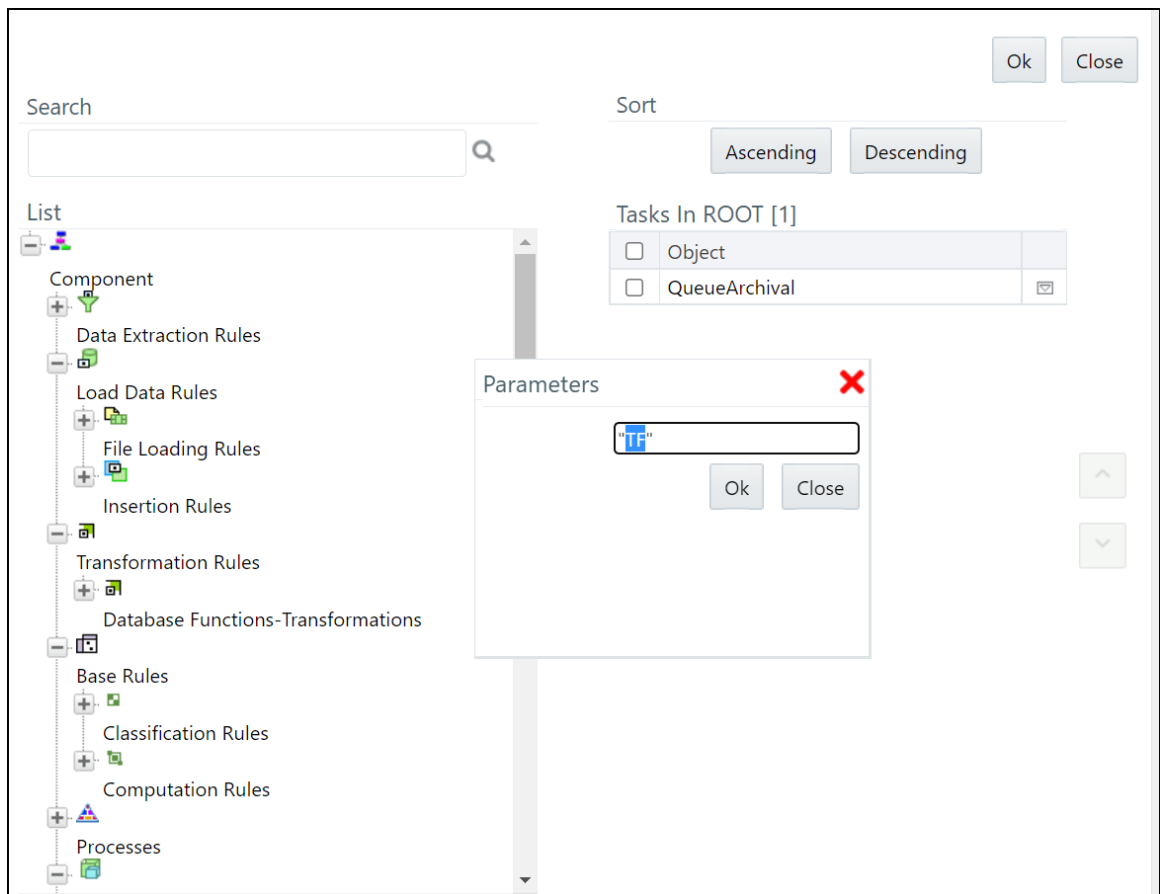 Ok Close
Search
Sort
Ascending Descending
List
Tasks In ROOT [1]
Object
QueueArchival
Component
Data Extraction Rules
Load Data Rules
File Loading Rules
Insertion Rules
Transformation Rules
Database Functions-Transformations
Base Rules
Classification Rules
Computation Rules
Processes
Parameters
"TF"
Ok Close